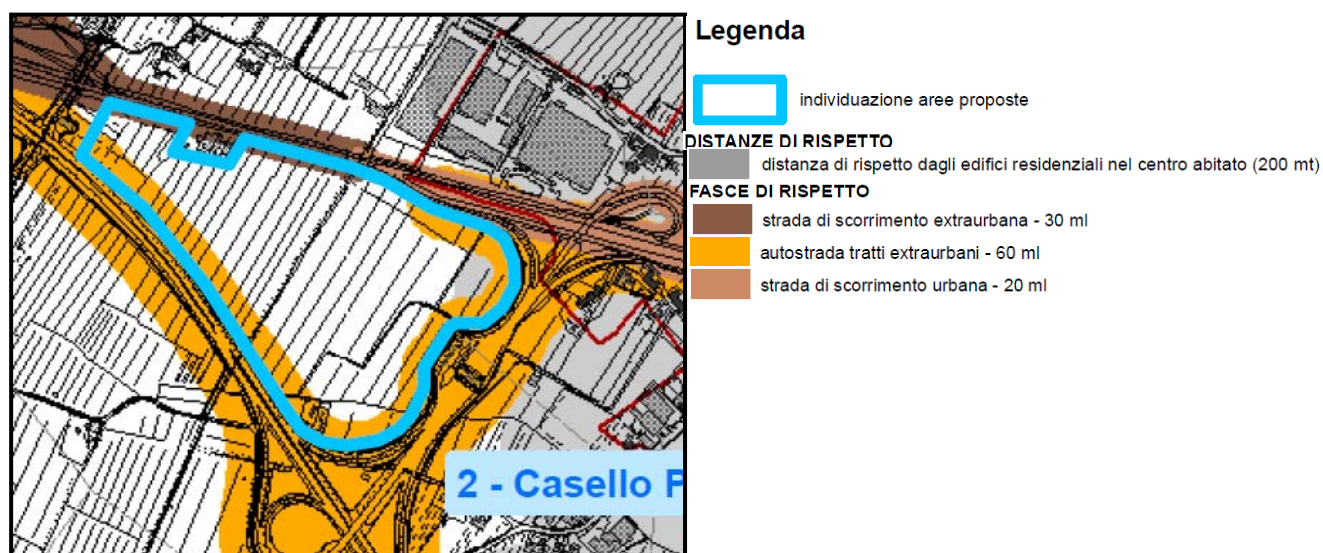 Legenda
individuazione aree proposte
DISTANZE DI RISPETTO
distanza di rispetto dagli edifici residenziali nel centro abitato (200 mt)
FASCE DI RISPETTO
strada di scorrimento extraurbana - 30 ml
autostrada tratti extraurbani - 60 ml
strada di scorrimento urbana - 20 ml
2 - Casello P